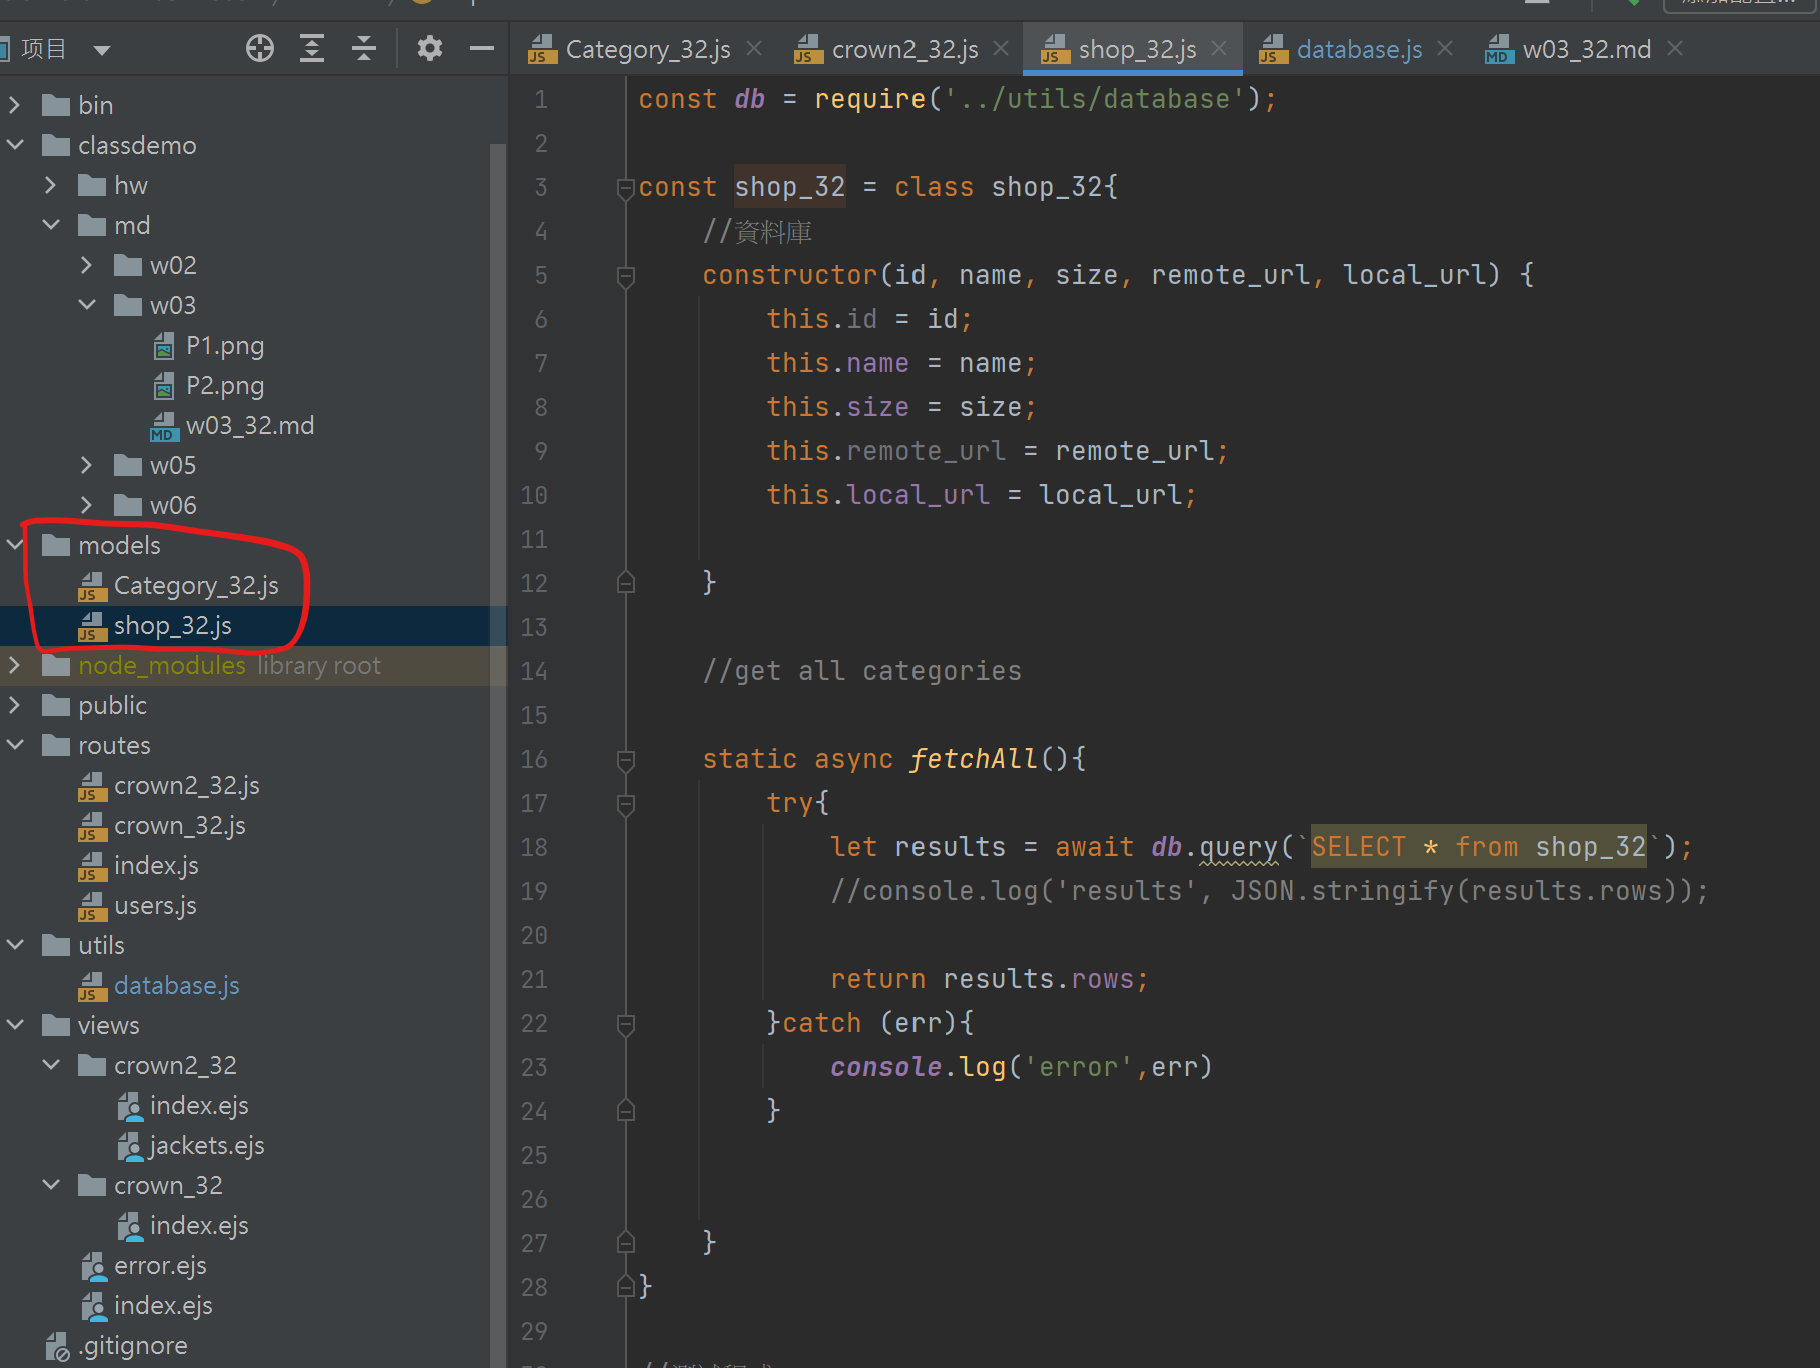 项目
Category_32.js
crown2_32.js
shop_32.js
database.js
w03_32.md
bin
classdemo
hw
md
w02
w03
P1.png
P2.png
w03_32.md
w05
w06
models
Category_32.js
shop_32.js
node_modules library root
public
routes
crown2_32.js
crown_32.js
index.js
users.js
utils
database.js
views
crown2_32
index.ejs
jackets.ejs
crown_32
index.ejs
error.ejs
index.ejs
.gitignore
1 const db = require('../utils/database');
2
3 const shop_32 = class shop_32{
4 //資料庫
5 constructor(id, name, size, remote_url, local_url) {
6 this.id = id;
7 this.name = name;
8 this.size = size;
9 this.remote_url = remote_url;
10 this.local_url = local_url;
11
12 }
13
14 //get all categories
15
16 static async fetchAll(){
17 try{
18 let results = await db.query(`SELECT * from shop_32`);
19 //console.log('results', JSON.stringify(results.rows));
20
21 return results.rows;
22 }catch (err){
23 console.log('error',err)
24 }
25
26
27 }
28 }
29